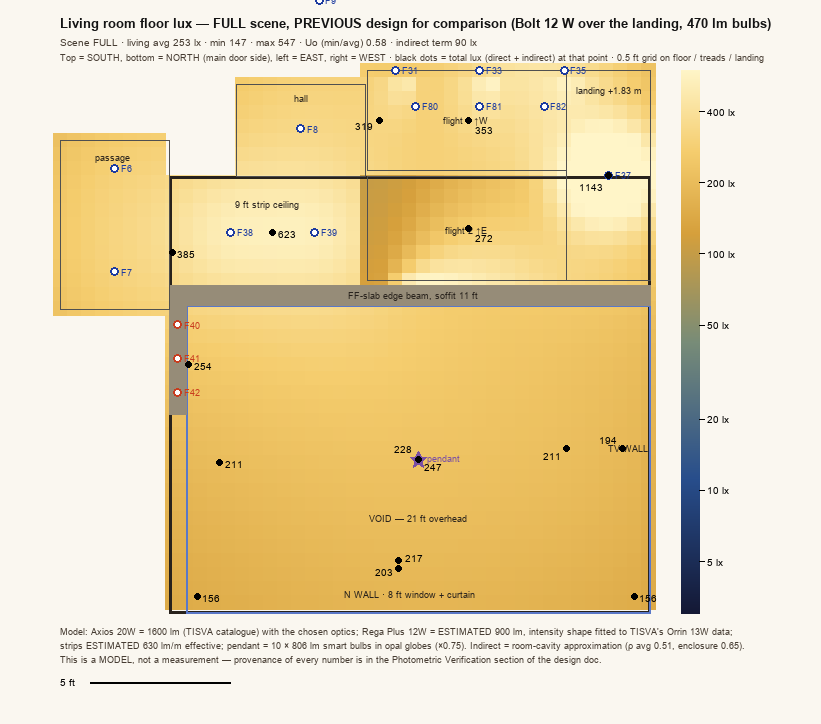 F9
Living room floor lux — FULL scene, PREVIOUS design for comparison (Bolt 12 W over the landing, 470 lm bulbs)
Scene FULL · living avg 253 lx · min 147 · max 547 · Uo (min/avg) 0.58 · indirect term 90 lx
Top = SOUTH, bottom = NORTH (main door side), left = EAST, right = WEST · black dots = total lux (direct + indirect) at that point · 0.5 ft grid on floor / treads / landing
F31 F33 F35
landing +1.83 m
hall
F80 F81 F82
400 lx
319 flight ↑W
F8
353
passage
F6
F37
200 lx
1143
9 ft strip ceiling
F38 623 F39
flight 2 ↑E
272
385
100 lx
F7
FF-slab edge beam, soffit 11 ft
F40
50 lx
F41
254
F42
20 lx
228
194
TV WALL
211
pendant
247
211
10 lx
VOID — 21 ft overhead
217
203
5 lx
156
N WALL · 8 ft window + curtain
156
Model: Axios 20W = 1600 lm (TISVA catalogue) with the chosen optics; Rega Plus 12W = ESTIMATED 900 lm, intensity shape fitted to TISVA's Orrin 13W data;
strips ESTIMATED 630 lm/m effective; pendant = 10 × 806 lm smart bulbs in opal globes (×0.75). Indirect = room-cavity approximation (ρ avg 0.51, enclosure 0.65).
This is a MODEL, not a measurement — provenance of every number is in the Photometric Verification section of the design doc.
5 ft